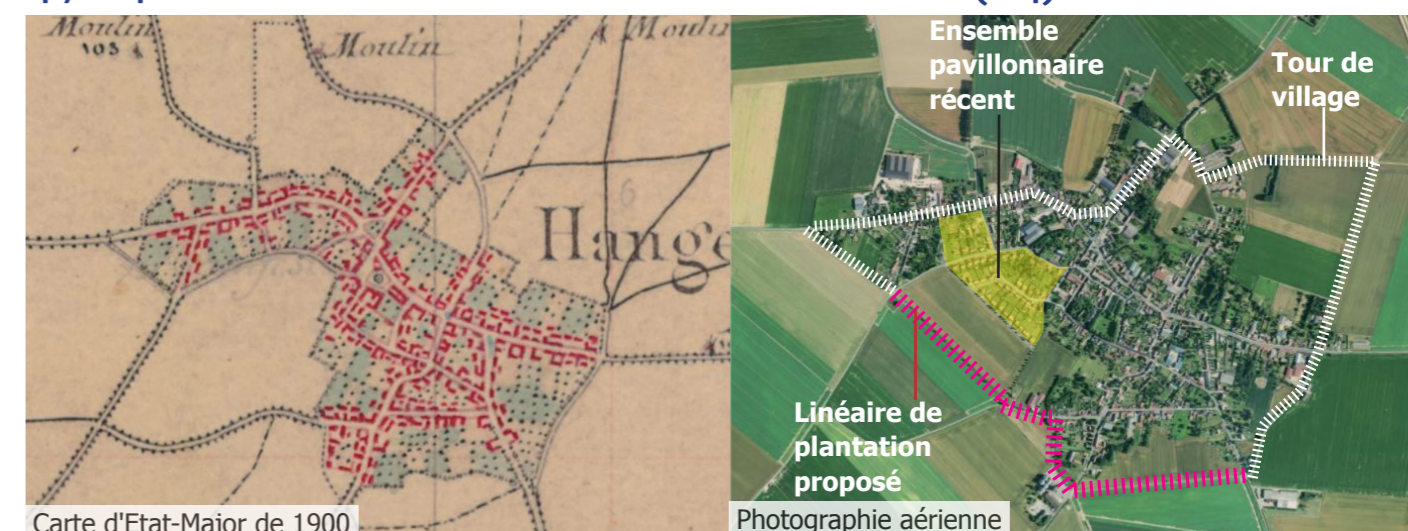 Moulin
103
Moulin
Moulin
6
Hange
Carte d'Etat-Major de 1900
Ensemble
pavillonnaire
récent
Tour de
village
Linéaire de
plantation
proposé
Photographie aérienne